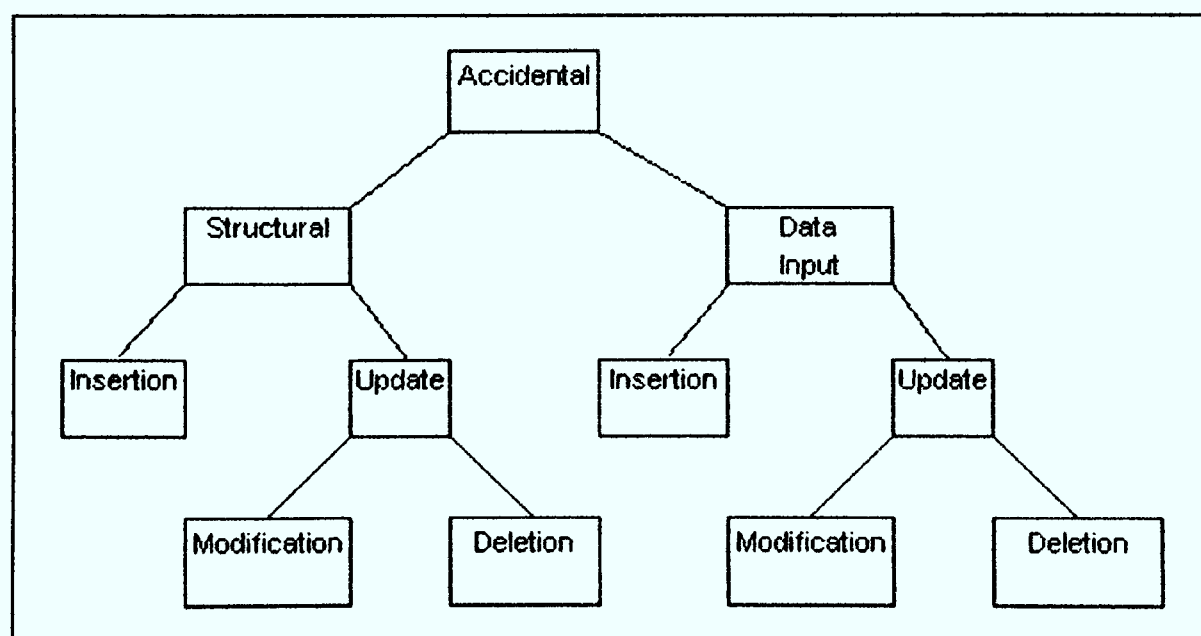 Accidental
Structural
Data
Input
Insertion
Update
Insertion
Update
Modification
Deletion
Modification
Deletion